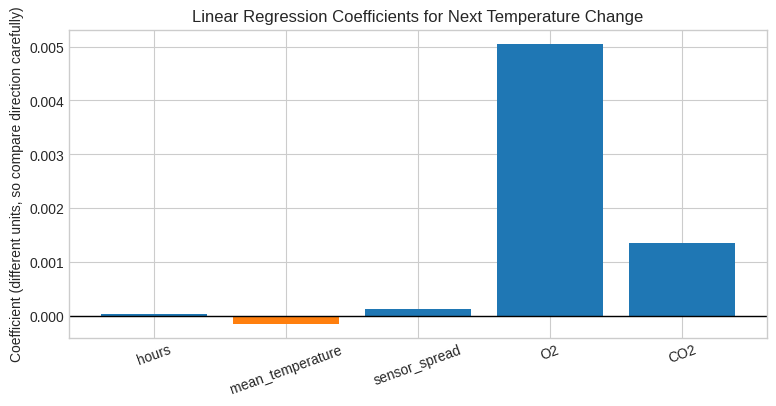 Linear Regression Coefficients for Next Temperature Change
Coefficient (different units, so compare direction carefully)
0.005
0.004
0.003
0.002
0.001
0.000
hours
mean_temperature
sensor_spread
O2
CO2